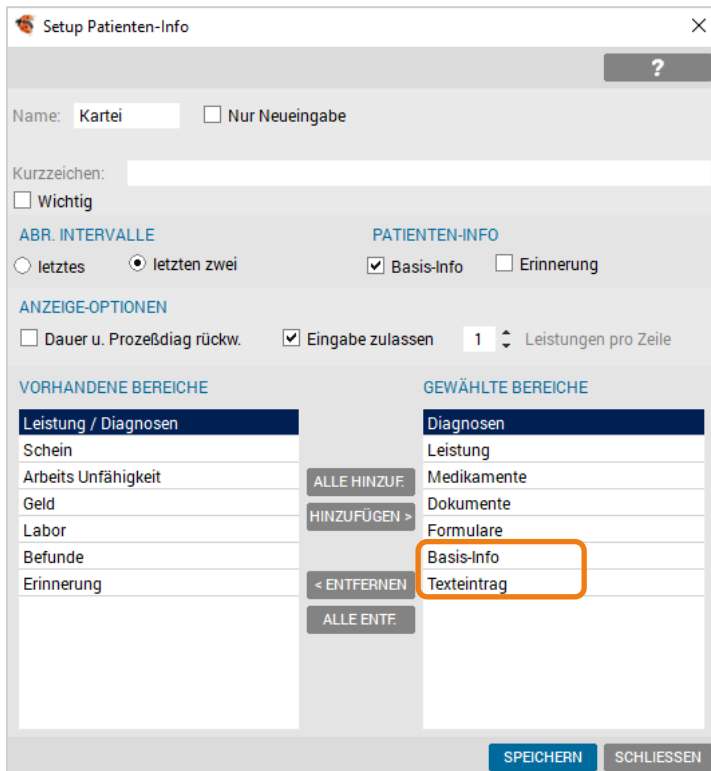 Setup Patienten-Info
?
Name: Kartei Nur Neueingabe
Kurzzeichen:
Wichtig
ABR. INTERVALLE PATIENTEN-INFO
letztes letzten zwei Basis-Info Erinnerung
ANZEIGE-OPTIONEN
Dauer u. Prozeßdiag rückw. Eingabe zulassen 1 Leistungen pro Zeile
VORHANDENE BEREICHE
Leistung / Diagnosen
Schein
Arbeits Unfähigkeit
Geld
Labor
Befunde
Erinnerung
ALLE HINZUF.
HINZUFÜGEN >
< ENTFERNEN
ALLE ENTF.
GEWÄHLTE BEREICHE
Diagnosen
Leistung
Medikamente
Dokumente
Formulare
Basis-Info
Texteintrag
SPEICHERN SCHLIESSEN